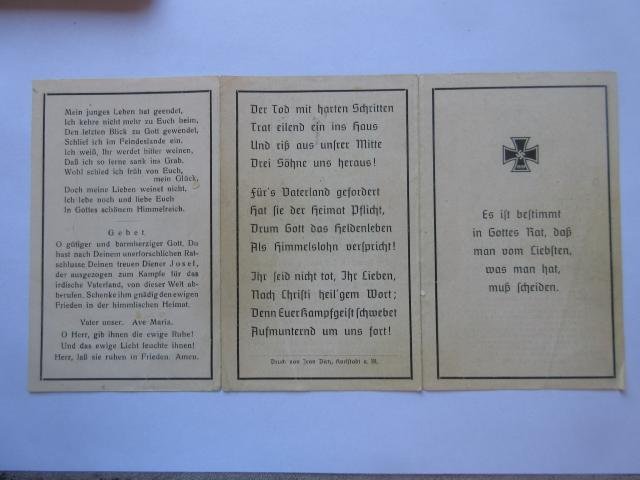 Mein junges Leben hat geendet,
Ich kehre nicht mehr zu Euch heim,
Den letzten Blick zu Gott gewendet,
Schlief ich im Feindeslande ein.
Ich weiß, Ihr werdet bitter weinen,
Daß ich so ferne sank ins Grab.
Wohl schied ich früh von Euch,
mein Glück,
Doch meine Lieben weinet nicht,
Ich lebe noch und liebe Euch
In Gottes schönem Himmelreich.
Gebet
O gütiger und barmherziger Gott, Du
hast nach Deinem unerforschlichen Rat-
schlusse Deinen treuen Diener Josef,
der ausgezogen zum Kampfe für das
irdische Vaterland, von dieser Welt ab-
berufen. Schenke ihm gnädig den ewigen
Frieden in der himmlischen Heimat.
Vater unser. Ave Maria.
O Herr, gib ihnen die ewige Ruhe!
Und das ewige Licht leuchte ihnen!
Herr, laß sie ruhen in Frieden. Amen.
Der Tod mit harten Schritten
Trat eilend ein ins Haus
Und riß aus unsrer Mitte
Drei Söhne uns heraus!
Für's Vaterland gefordert
Hat sie der Heimat Pflicht,
Drum Gott das Heldenleben
Als Himmelslohn verspricht!
Ihr seid nicht tot, Ihr Lieben,
Nach Christi heil'gem Wort;
Denn Euer Kampfgeist schwebet
Aufmunternd um uns fort!
Druck von Jean Dietz, Karlstadt a. M.
Es ist bestimmt
in Gottes Rat, daß
man vom Liebsten,
was man hat,
muß scheiden.